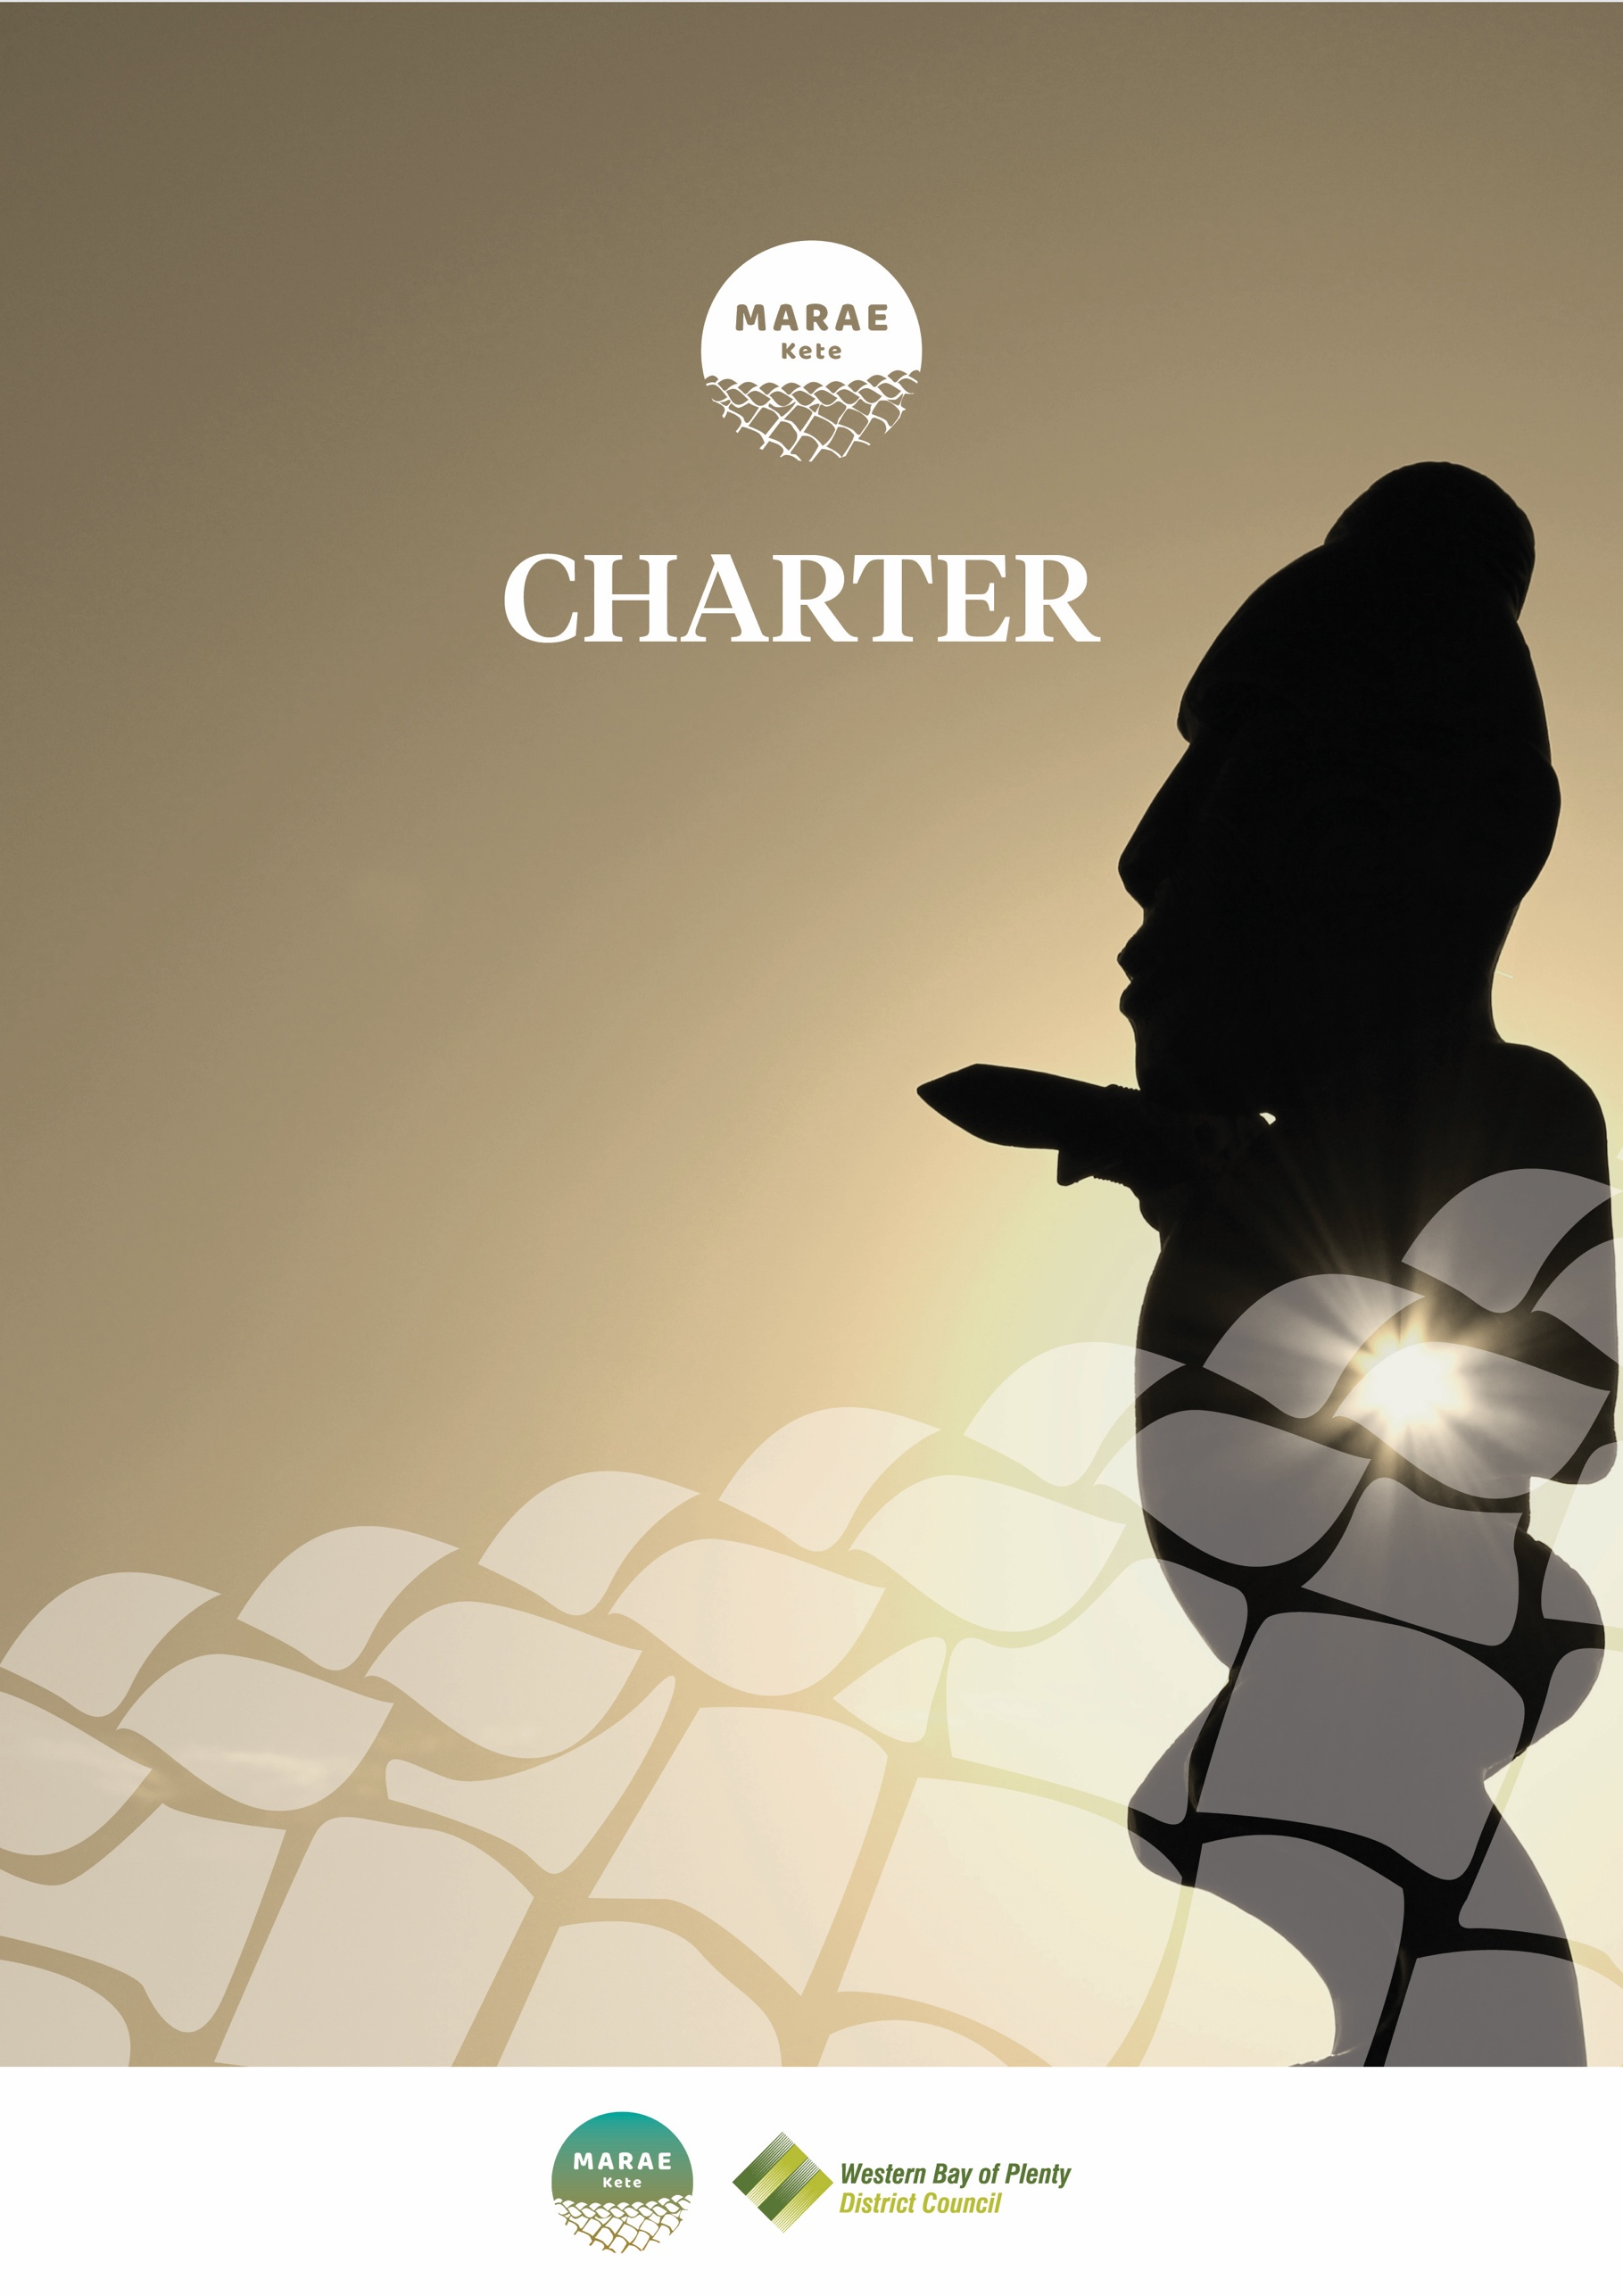 MARAE
Kete
CHARTER
MARAE
Kete
Western Bay of Plenty
District Council